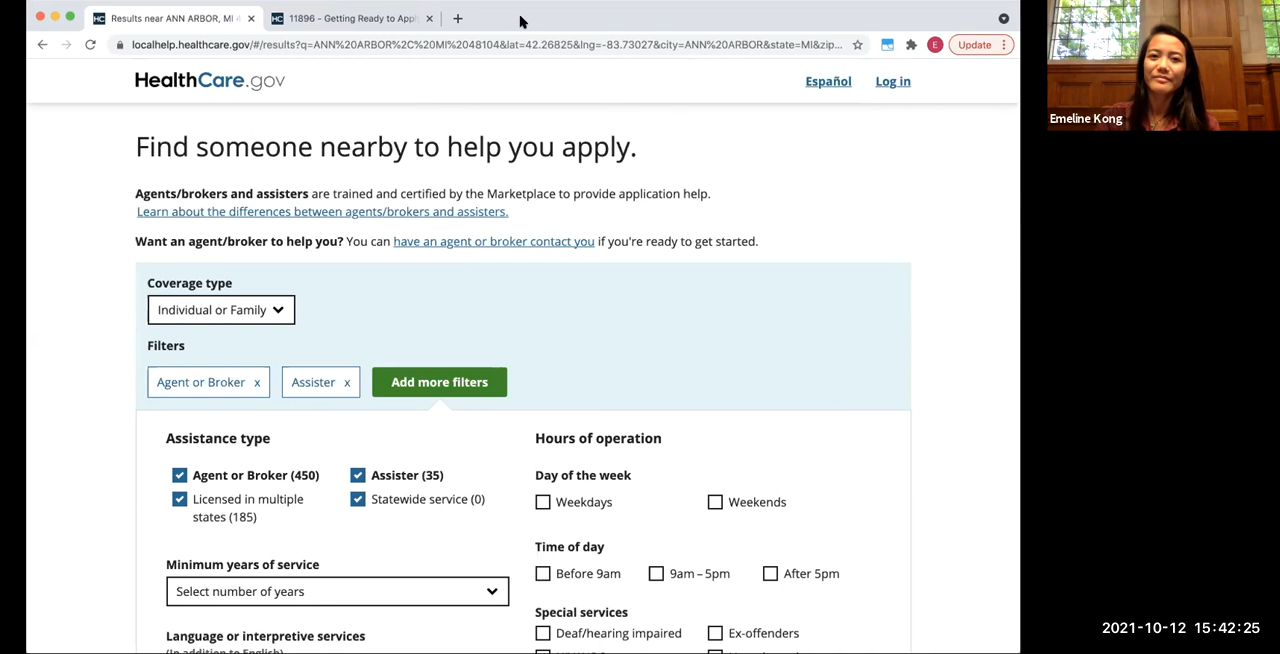 Results near ANN ARBOR, MI 4
11896 - Getting Ready to Appl
localhelp.healthcare.gov/#/results?q=ANN%20ARBOR%2C%20MI%2048104&lat=42.26825&lng=-83.73027&city=ANN%20ARBOR&state=MI&zip...
E
Update
HealthCare.gov
Español
Log in
Find someone nearby to help you apply.
Agents/brokers and assisters are trained and certified by the Marketplace to provide application help.
Learn about the differences between agents/brokers and assisters.
Want an agent/broker to help you? You can have an agent or broker contact you if you're ready to get started.
Coverage type
Individual or Family
Filters
Agent or Broker x
Assister x
Add more filters
Assistance type
Agent or Broker (450)
Assister (35)
Licensed in multiple
states (185)
Statewide service (0)
Minimum years of service
Select number of years
Language or interpretive services
(In addition to English)
Hours of operation
Day of the week
Weekdays
Weekends
Time of day
Before 9am
9am – 5pm
After 5pm
Special services
Deaf/hearing impaired
Ex-offenders
Emeline Kong
2021-10-12 15:42:25